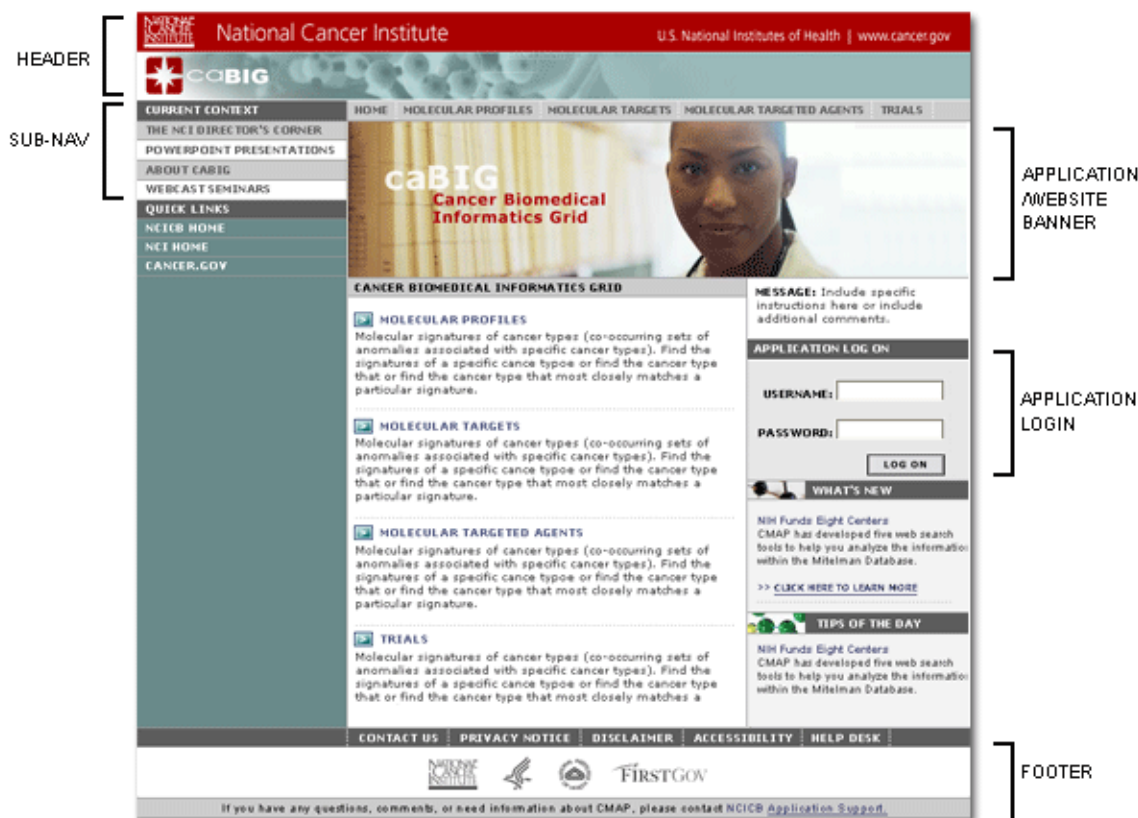 NATIONAL CANCER INSTITUTE
National Cancer Institute
U.S. National Institutes of Health | www.cancer.gov
HEADER
caBIG
SUB-NAV
CURRENT CONTEXT
THE NCI DIRECTOR'S CORNER
POWERPOINT PRESENTATIONS
ABOUT CABIG
WEBCAST SEMINARS
QUICK LINKS
NCICB HOME
NCI HOME
CANCER.GOV
HOME MOLECULAR PROFILES MOLECULAR TARGETS MOLECULAR TARGETED AGENTS TRIALS
caBIG
Cancer Biomedical
Informatics Grid
APPLICATION
/WEBSITE
BANNER
CANCER BIOMEDICAL INFORMATICS GRID
MOLECULAR PROFILES
Molecular signatures of cancer types (co-occuring sets of
anomalies associated with specific cancer types). Find the
signatures of a specific cance typoe or find the cancer type
that or find the cancer type that most closely matches a
particular signature.
MOLECULAR TARGETS
Molecular signatures of cancer types (co-occuring sets of
anomalies associated with specific cancer types). Find the
signatures of a specific cance typoe or find the cancer type
that or find the cancer type that most closely matches a
particular signature.
MOLECULAR TARGETED AGENTS
Molecular signatures of cancer types (co-occuring sets of
anomalies associated with specific cancer types). Find the
signatures of a specific cance typoe or find the cancer type
that or find the cancer type that most closely matches a
particular signature.
TRIALS
Molecular signatures of cancer types (co-occuring sets of
anomalies associated with specific cancer types). Find the
signatures of a specific cance typoe or find the cancer type
that or find the cancer type that most closely matches a
MESSAGE: Include specific
instructions here or include
additional comments.
APPLICATION LOG ON
USERNAME:
PASSWORD:
LOG ON
APPLICATION
LOGIN
WHAT'S NEW
NIH Funds Eight Centers
CMAP has developed five web search
tools to help you analyze the informatio
within the Mitelman Database.
>> CLICK HERE TO LEARN MORE
TIPS OF THE DAY
NIH Funds Eight Centers
CMAP has developed five web search
tools to help you analyze the informatio
within the Mitelman Database.
CONTACT US PRIVACY NOTICE DISCLAIMER ACCESSIBILITY HELP DESK
NATIONAL CANCER INSTITUTE
FIRSTGOV
FOOTER
If you have any questions, comments, or need information about CMAP, please contact NCICB Application Support.